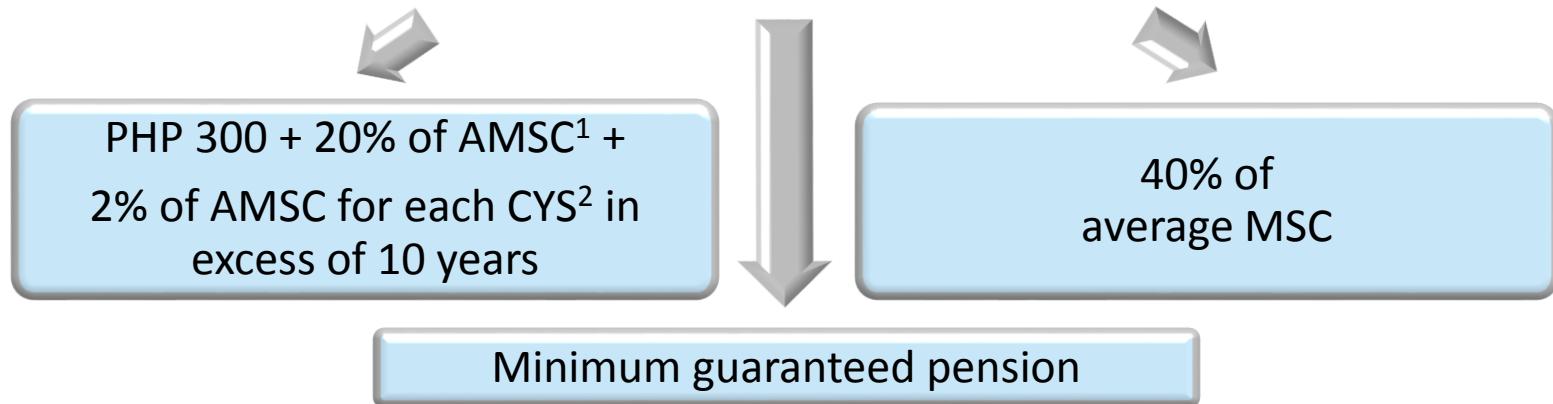 PHP 300 + 20% of AMSC¹ +
2% of AMSC for each CYS² in
excess of 10 years
40% of
average MSC
Minimum guaranteed pension